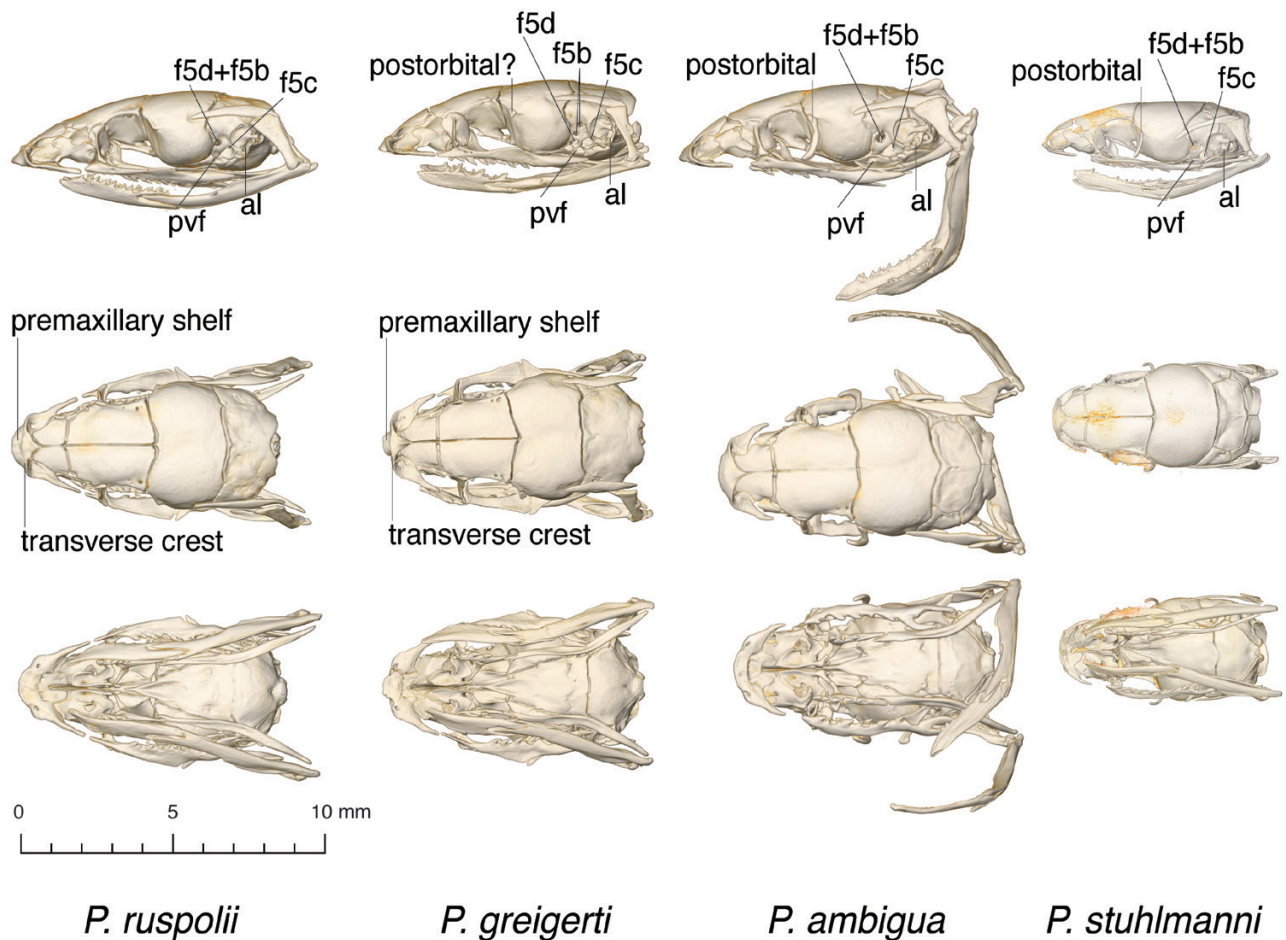 f5d+f5b
f5c
pvf
al
f5d
f5b
postorbital?
f5c
pvf
al
f5d+f5b
postorbital
f5c
pvf
al
f5d+f5b
postorbital
f5c
pvf
al
premaxillary shelf
transverse crest
premaxillary shelf
transverse crest
0 5 10 mm
P. ruspolii
P. greigerti
P. ambigua
P. stuhlmanni